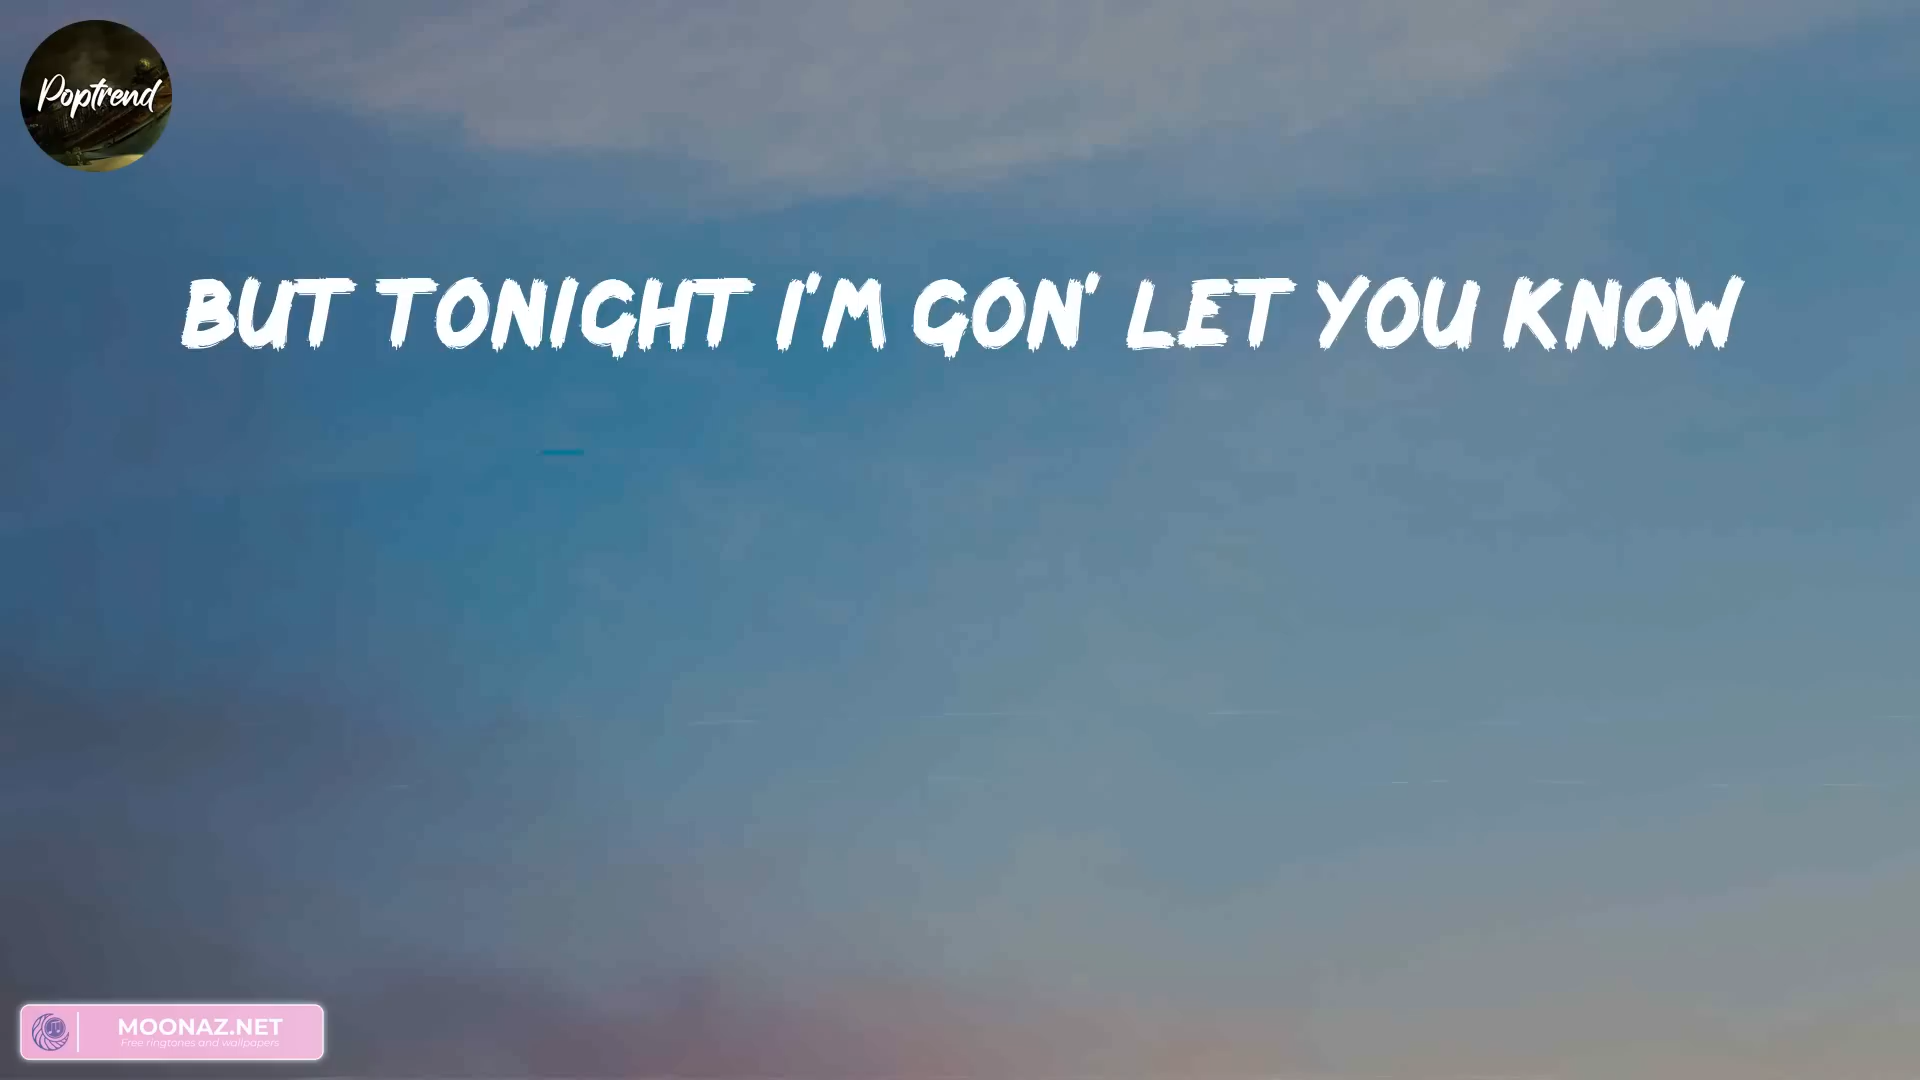 Poptrend
BUT TONIGHT I'M GON' LET YOU KNOW
MOONAZ.NET
Free ringtones and wallpapers